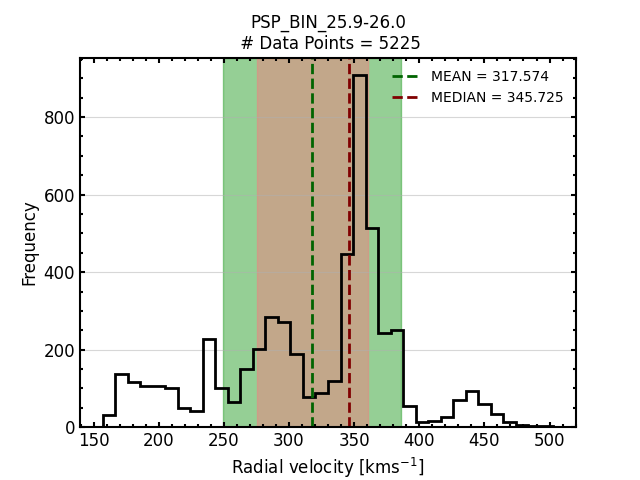 PSP_BIN_25.9-26.0
# Data Points = 5225
MEAN = 317.574
MEDIAN = 345.725
Frequency
800
600
400
200
0
150 200 250 300 350 400 450 500
Radial velocity [kms⁻¹]